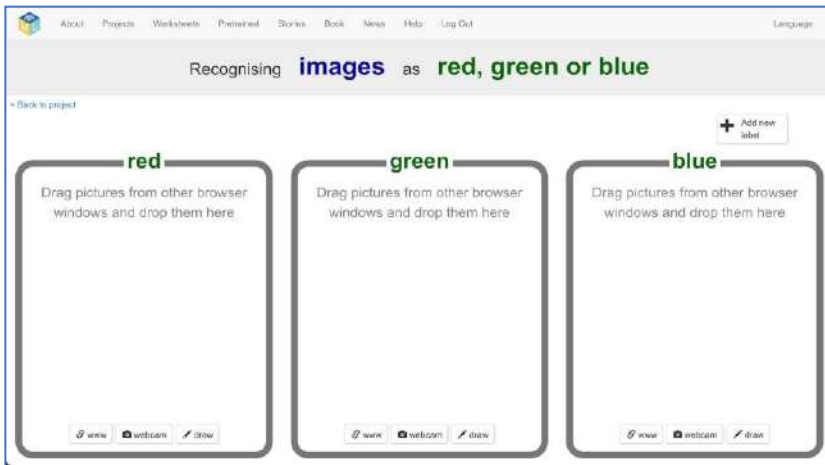 About Projects Worksheets Pretrained Stories Book News Help Log Out Language
Recognising images as red, green or blue
« Back to project
Add new
label
red
Drag pictures from other browser
windows and drop them here
www webcam draw
green
Drag pictures from other browser
windows and drop them here
www webcam draw
blue
Drag pictures from other browser
windows and drop them here
www webcam draw